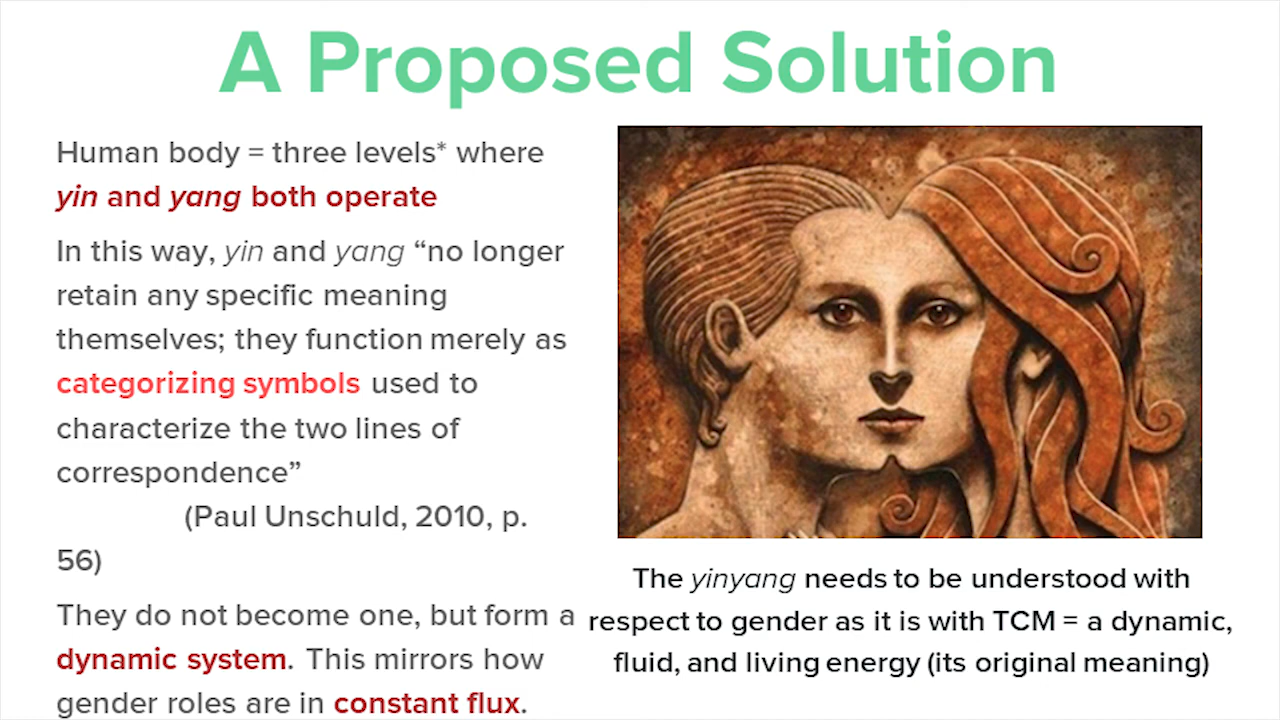 A Proposed Solution
Human body = three levels* where
yin and yang both operate
In this way, yin and yang “no longer
retain any specific meaning
themselves; they function merely as
categorizing symbols used to
characterize the two lines of
correspondence”
(Paul Unschuld, 2010, p.
56)
They do not become one, but form a
dynamic system. This mirrors how
gender roles are in constant flux.
The yinyang needs to be understood with
respect to gender as it is with TCM = a dynamic,
fluid, and living energy (its original meaning)